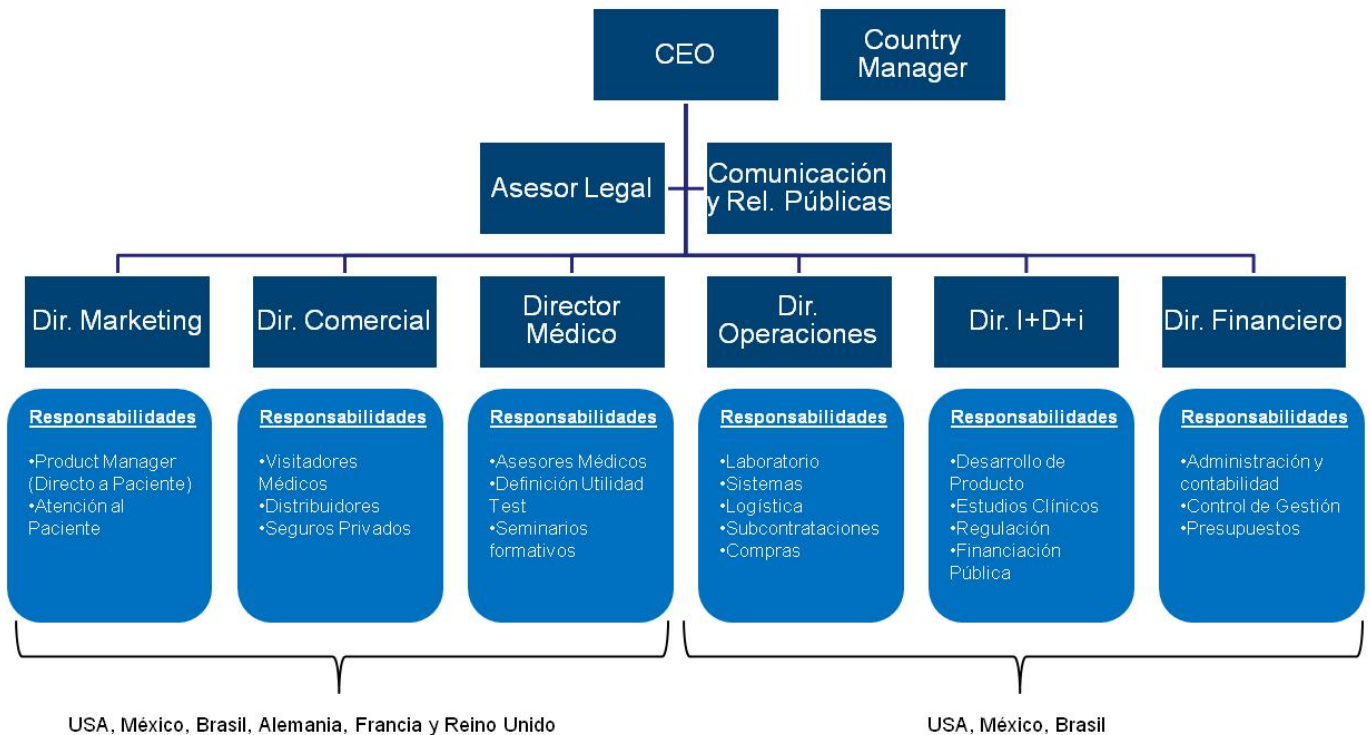 CEO
Country
Manager
Asesor Legal
Comunicación
y Rel. Públicas
Dir. Marketing
Dir. Comercial
Director
Médico
Dir.
Operaciones
Dir. I+D+i
Dir. Financiero
Responsabilidades
•Product Manager
(Directo a Paciente)
•Atención al
Paciente
Responsabilidades
•Visitadores
Médicos
•Distribuidores
•Seguros Privados
Responsabilidades
•Asesores Médicos
•Definición Utilidad
Test
•Seminarios
formativos
Responsabilidades
•Laboratorio
•Sistemas
•Logística
•Subcontrataciones
•Compras
Responsabilidades
•Desarrollo de
Producto
•Estudios Clínicos
•Regulación
•Financiación
Pública
Responsabilidades
•Administración y
contabilidad
•Control de Gestión
•Presupuestos
USA, México, Brasil, Alemania, Francia y Reino Unido
USA, México, Brasil